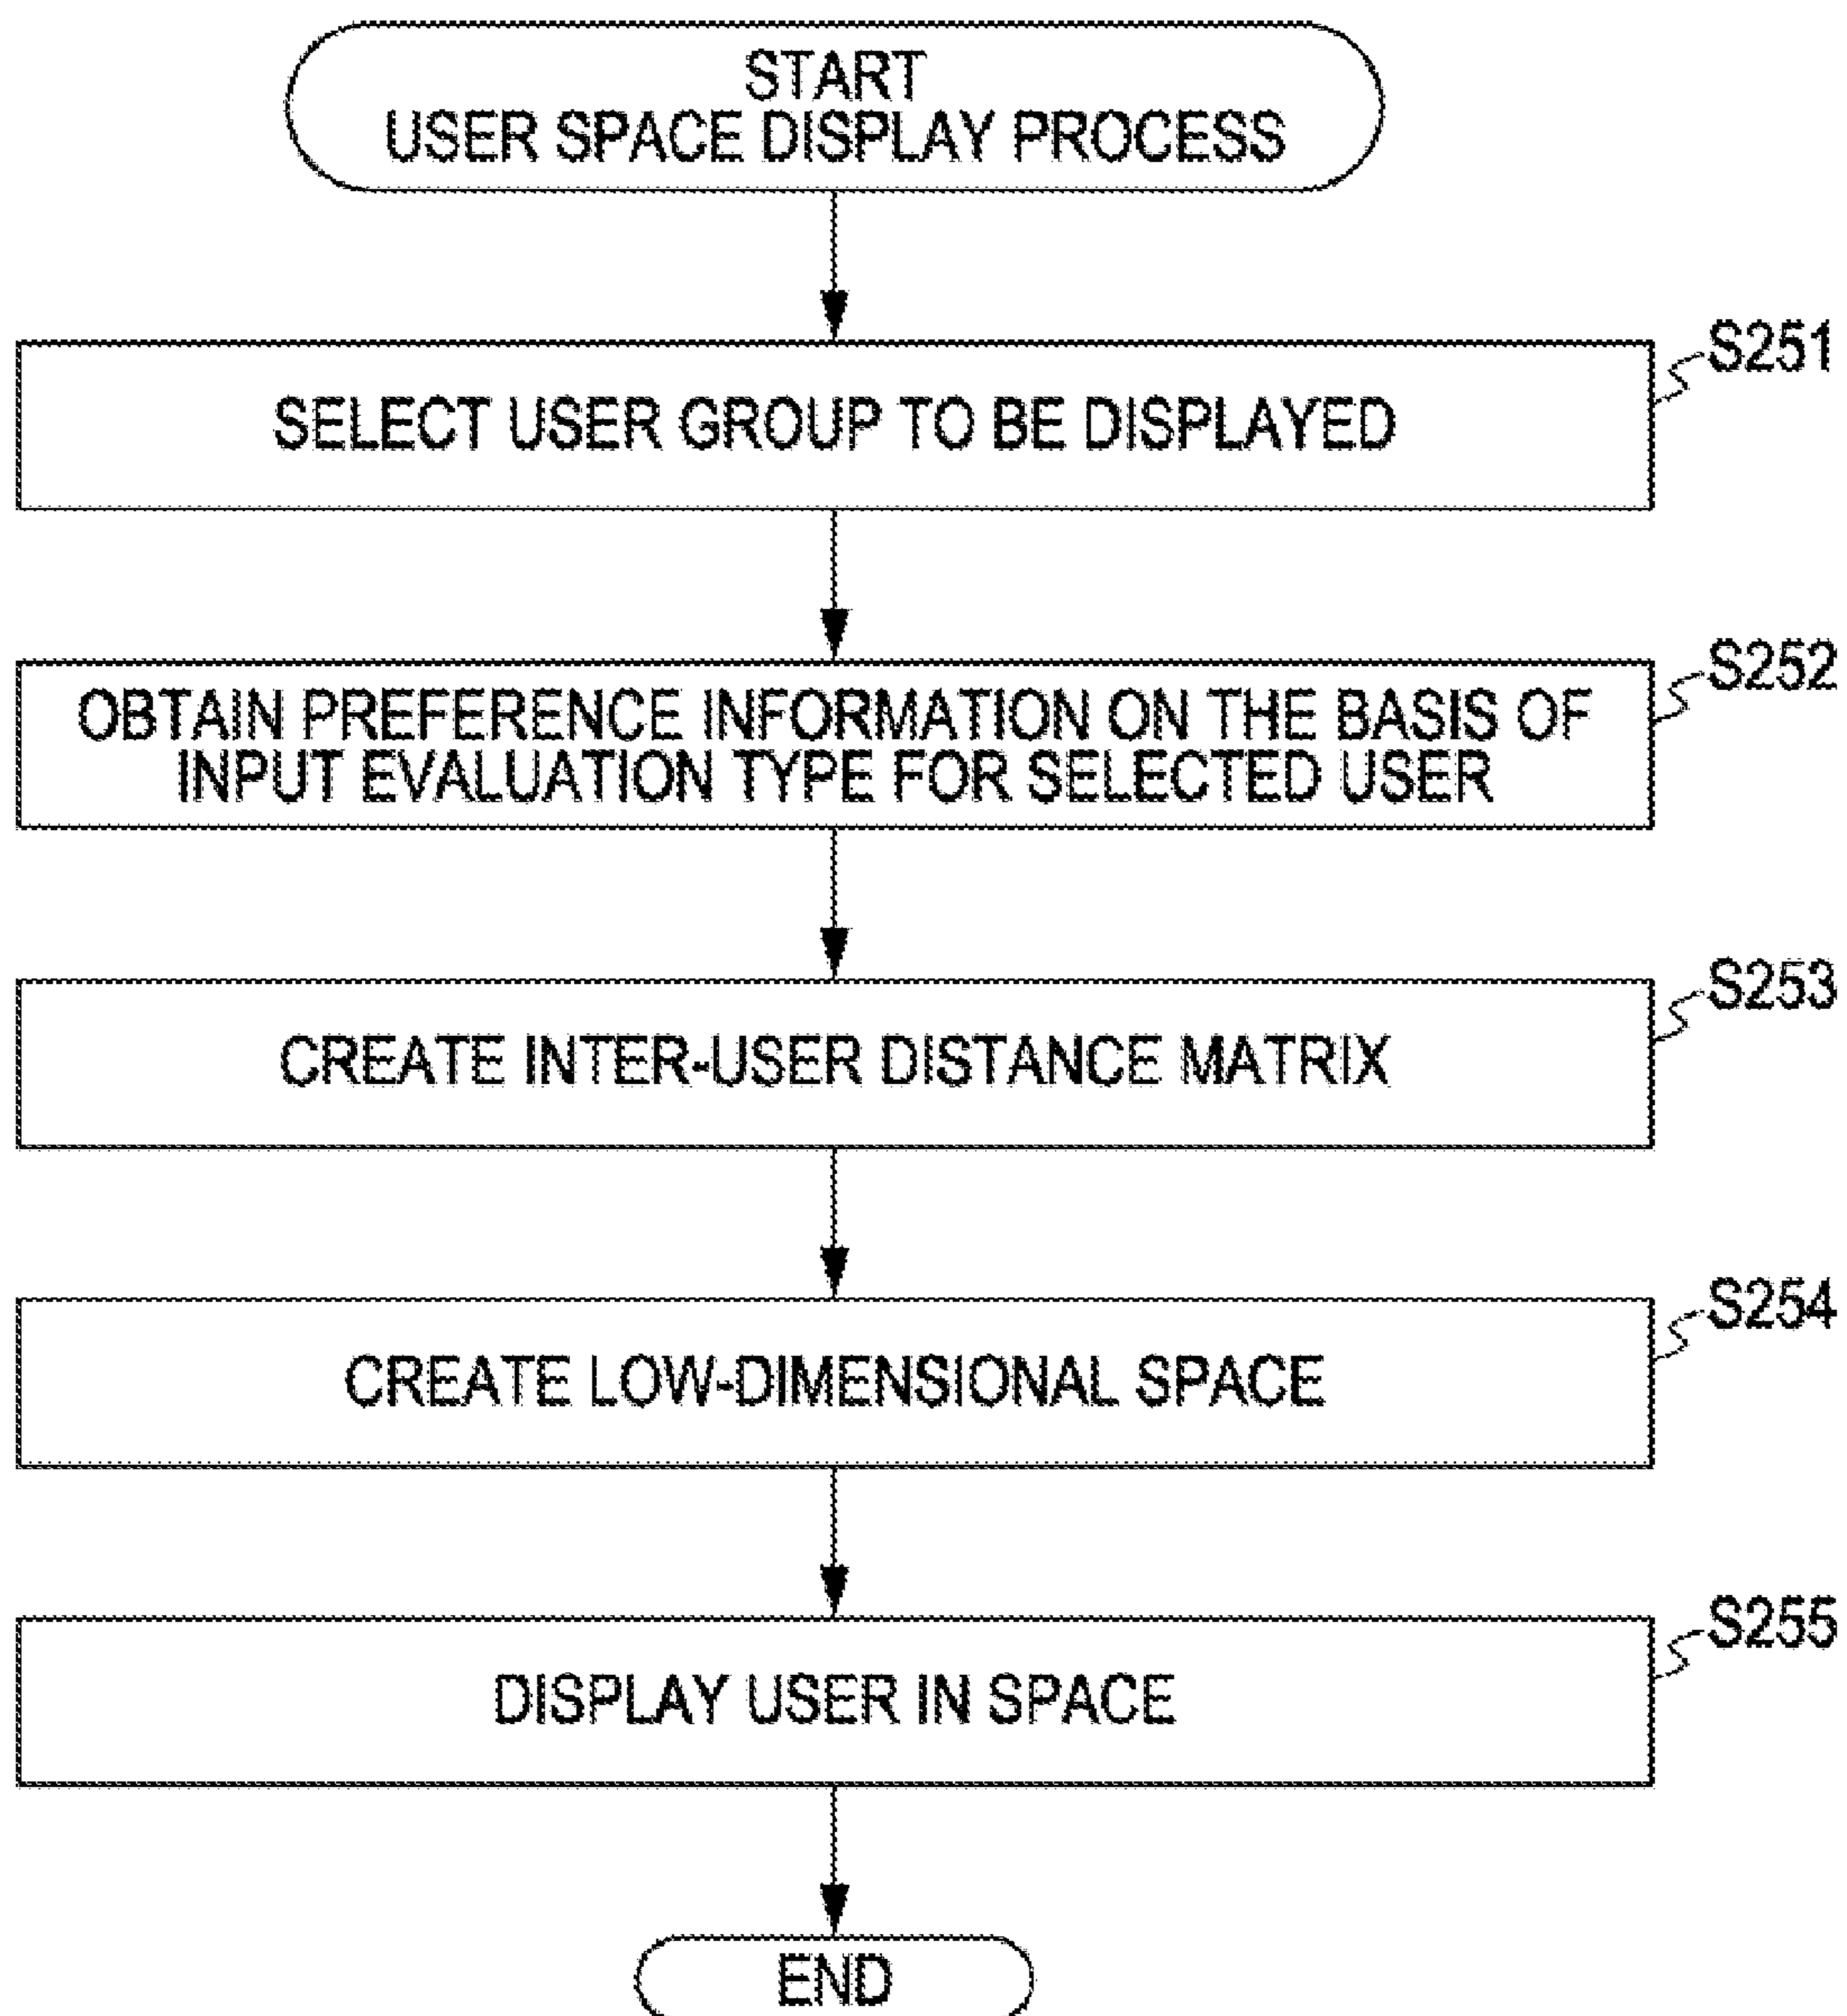 START
USER SPACE DISPLAY PROCESS
S251
SELECT USER GROUP TO BE DISPLAYED
S252
OBTAIN PREFERENCE INFORMATION ON THE BASIS OF
INPUT EVALUATION TYPE FOR SELECTED USER
S253
CREATE INTER-USER DISTANCE MATRIX
S254
CREATE LOW-DIMENSIONAL SPACE
S255
DISPLAY USER IN SPACE
END